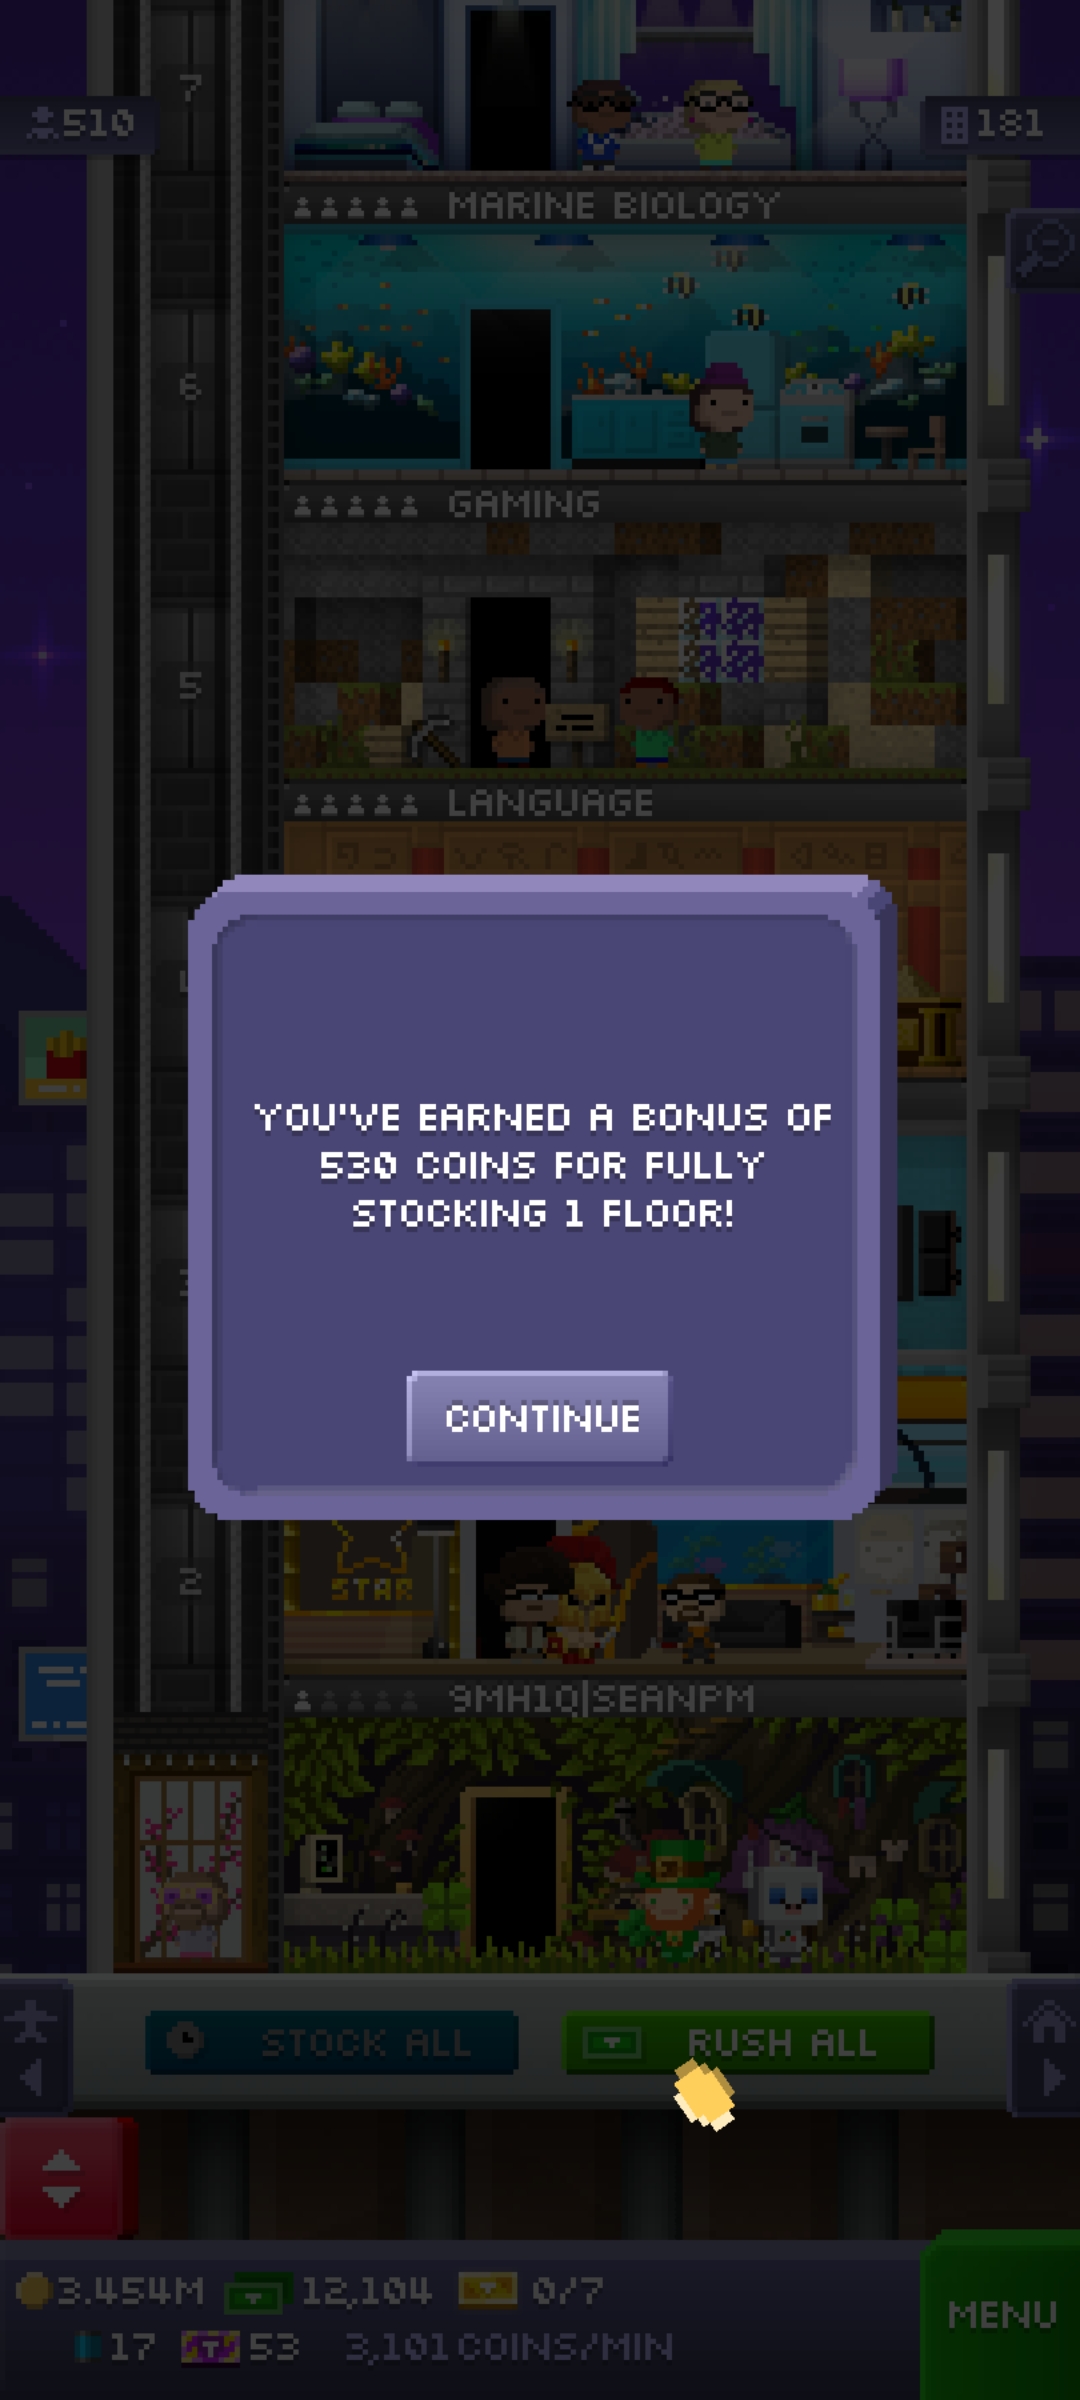 7
510
181
MARINE BIOLOGY
6
GAMING
5
LANGUAGE
YOU'VE EARNED A BONUS OF
530 COINS FOR FULLY
STOCKING 1 FLOOR!
CONTINUE
2
STAR
9MH1Q|SEANPM
STOCK ALL
RUSH ALL
3.454M
12,104
0/7
17
53
3,101 COINS/MIN
MENU